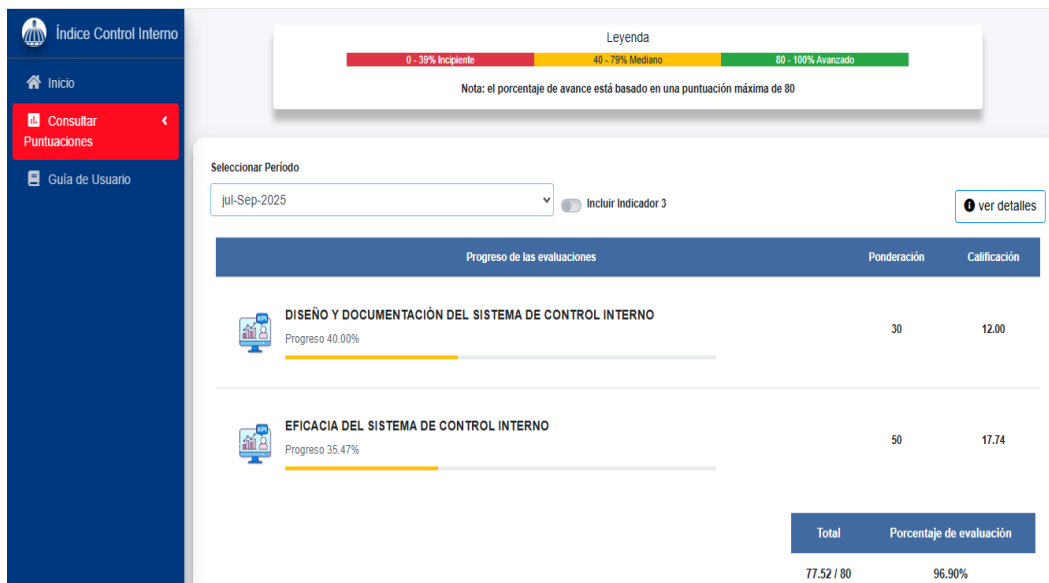 Índice Control Interno
Inicio
Consultar
Puntuaciones
Guía de Usuario
Leyenda
0 - 39% Incipiente 40 - 79% Mediano 80 - 100% Avanzado
Nota: el porcentaje de avance está basado en una puntuación máxima de 80
Seleccionar Período
jul-Sep-2025 Incluir Indicador 3 ver detalles
Progreso de las evaluaciones Ponderación Calificación
KPI
DISEÑO Y DOCUMENTACIÓN DEL SISTEMA DE CONTROL INTERNO
Progreso 40.00%
30 12.00
KPI
EFICACIA DEL SISTEMA DE CONTROL INTERNO
Progreso 35.47%
50 17.74
Total Porcentaje de evaluación
77.52 / 80 96.90%